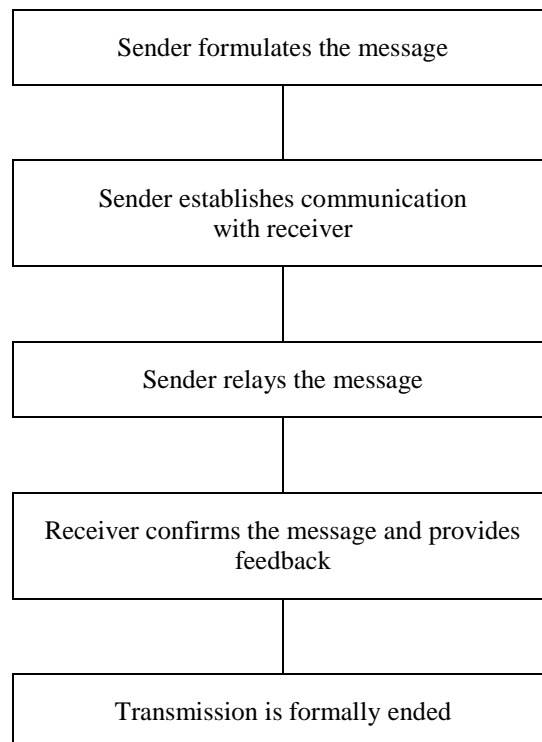 Sender formulates the message
Sender establishes communication
with receiver
Sender relays the message
Receiver confirms the message and provides
feedback
Transmission is formally ended